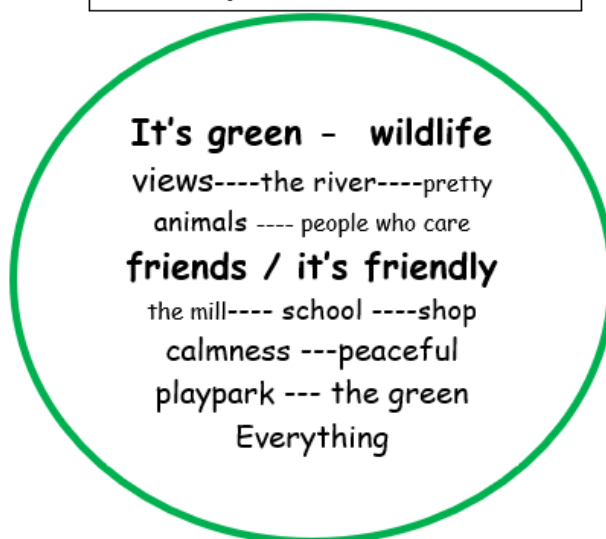 It's green - wildlife
views----the river----pretty
animals ---- people who care
friends / it's friendly
the mill---- school ----shop
calmness ---peaceful
playpark --- the green
Everything